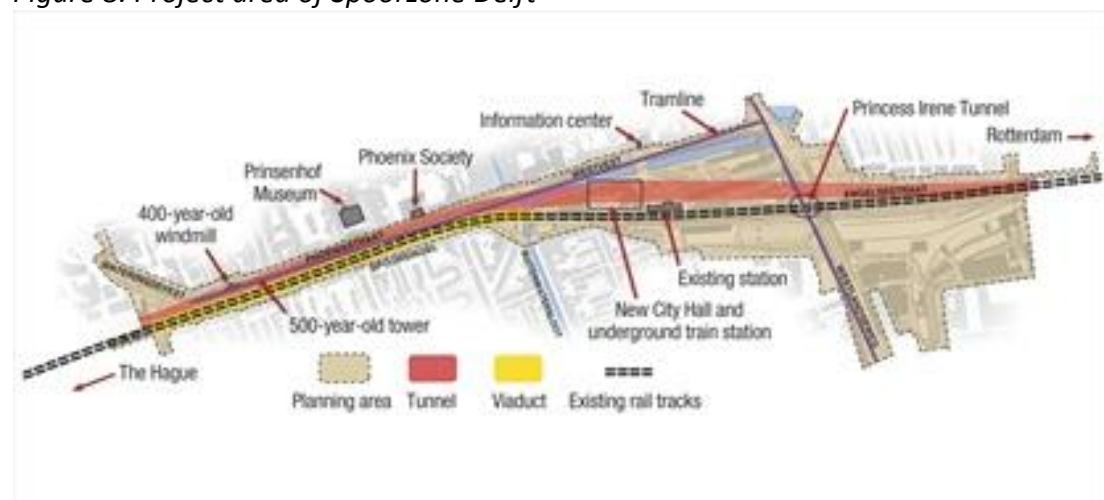 Figure 3: Project area of Spoorzone Delft
Tramline
Information center
Princess Irene Tunnel
Rotterdam
Phoenix Society
Prinsenhof
Museum
400-year-old
windmill
Existing station
New City Hall and
underground train station
500-year-old tower
The Hague
Planning area
Tunnel
Viaduct
Existing rail tracks